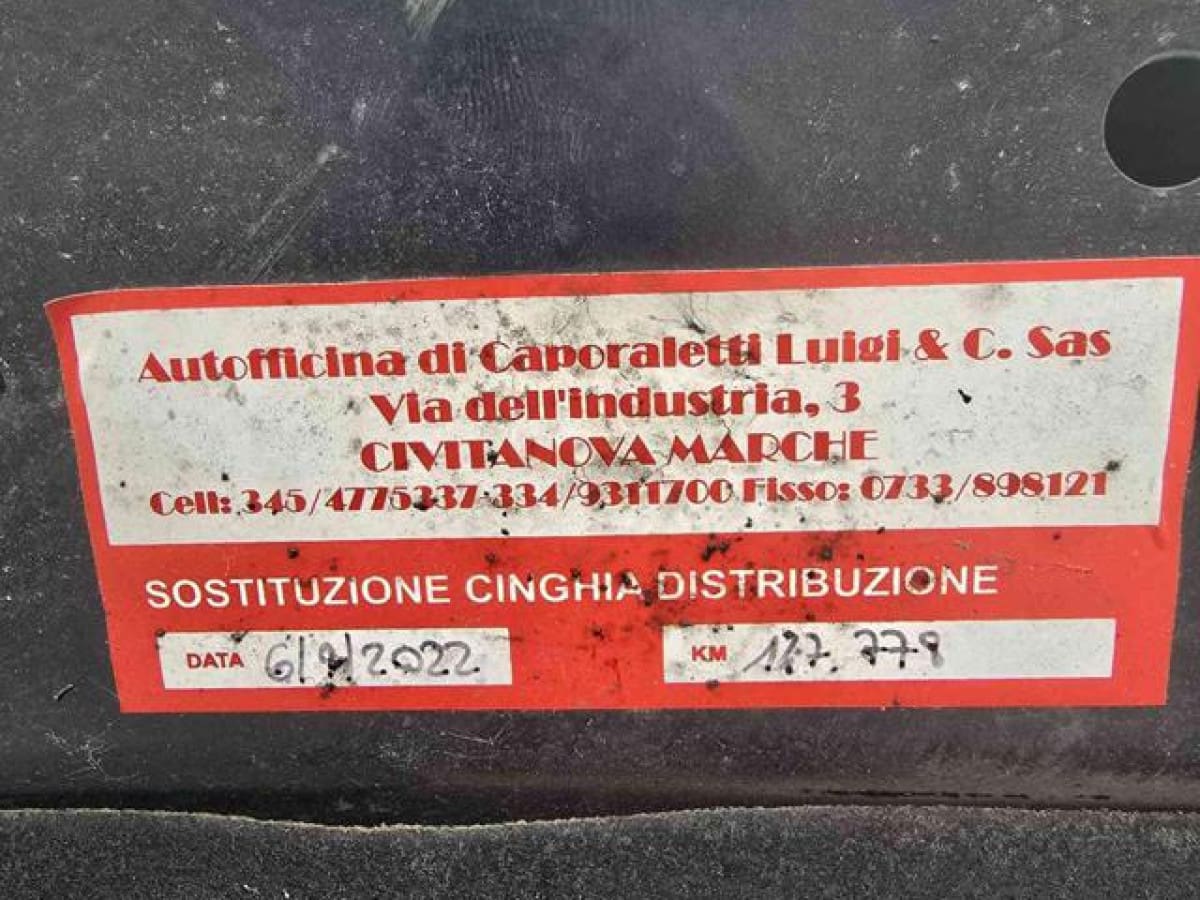 Autofficina di Caporaletti Luigi & C. Sas
Via dell'industria, 3
CIVITANOVA MARCHE
Cell: 345/4775337-334/9311700 Fisso: 0733/898121
SOSTITUZIONE CINGHIA DISTRIBUZIONE
DATA
KM